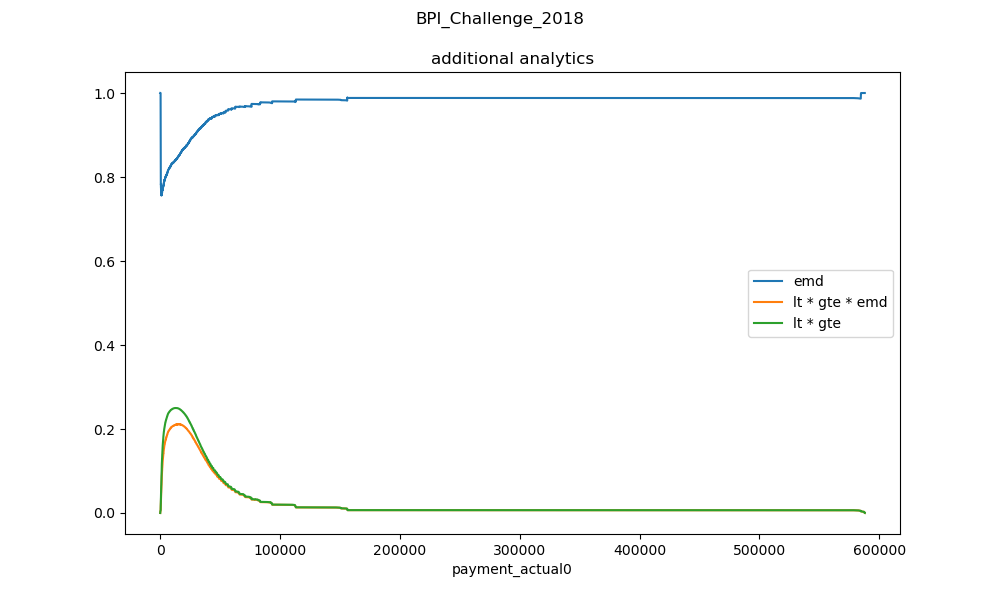 BPI_Challenge_2018
additional analytics
1.0
0.8
0.6
0.4
0.2
0.0
emd
lt * gte * emd
lt * gte
0 100000 200000 300000 400000 500000 600000
payment_actual0